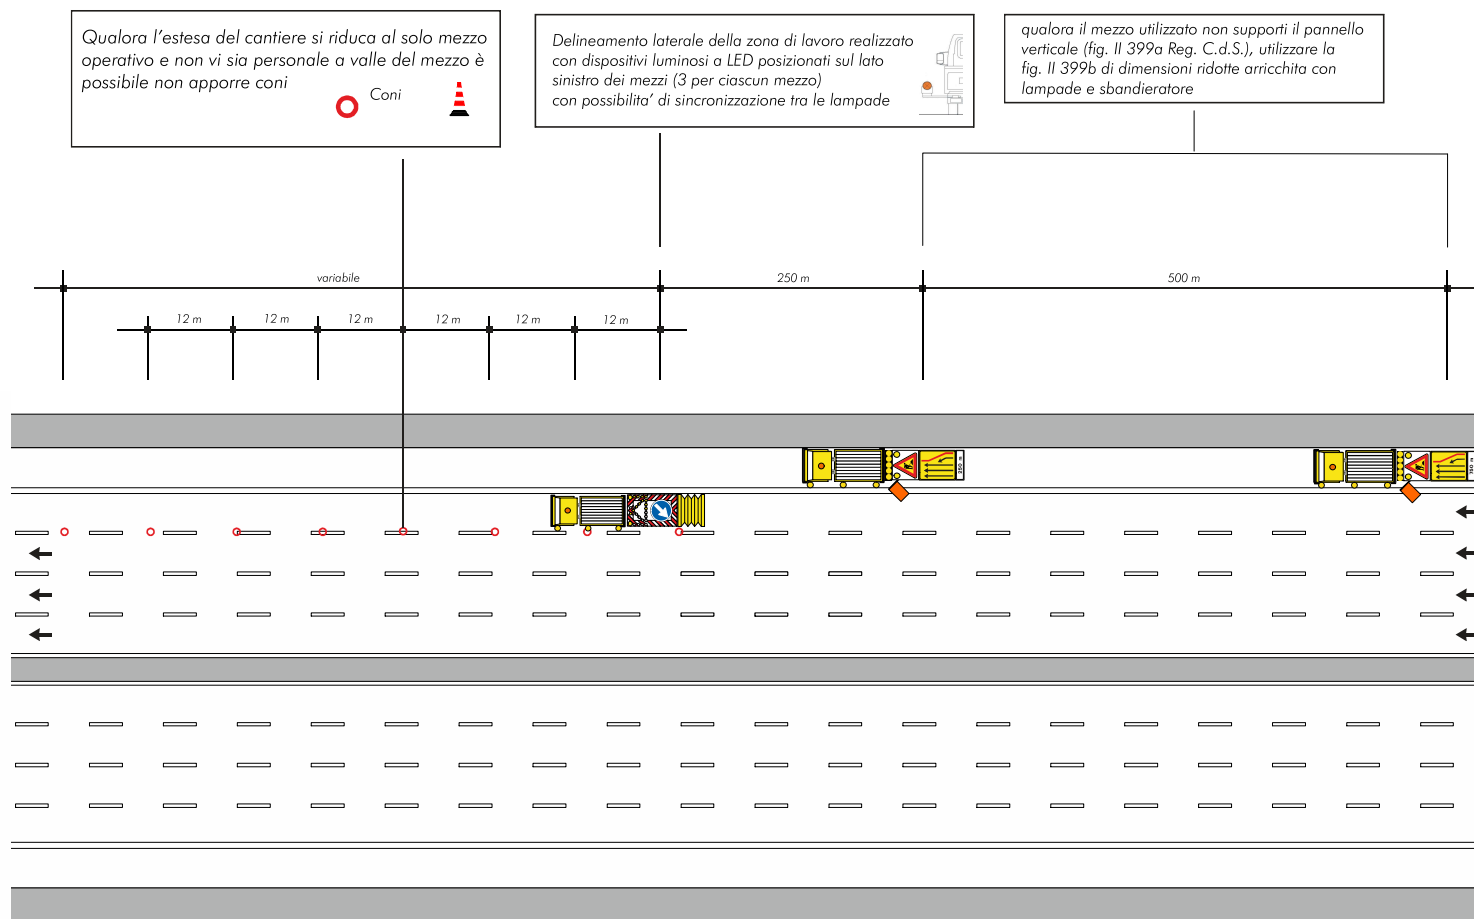 Qualora l'estesa del cantiere si riduca al solo mezzo
operativo e non vi sia personale a valle del mezzo è
possibile non apporre coni
Coni
Delineamento laterale della zona di lavoro realizzato
con dispositivi luminosi a LED posizionati sul lato
sinistro dei mezzi (3 per ciascun mezzo)
con possibilita' di sincronizzazione tra le lampade
qualora il mezzo utilizzato non supporti il pannello
verticale (fig. II 399a Reg. C.d.S.), utilizzare la
fig. II 399b di dimensioni ridotte arricchita con
lampade e sbandieratore
variabile
250 m
500 m
12 m
12 m
12 m
12 m
12 m
12 m
250 m
750 m